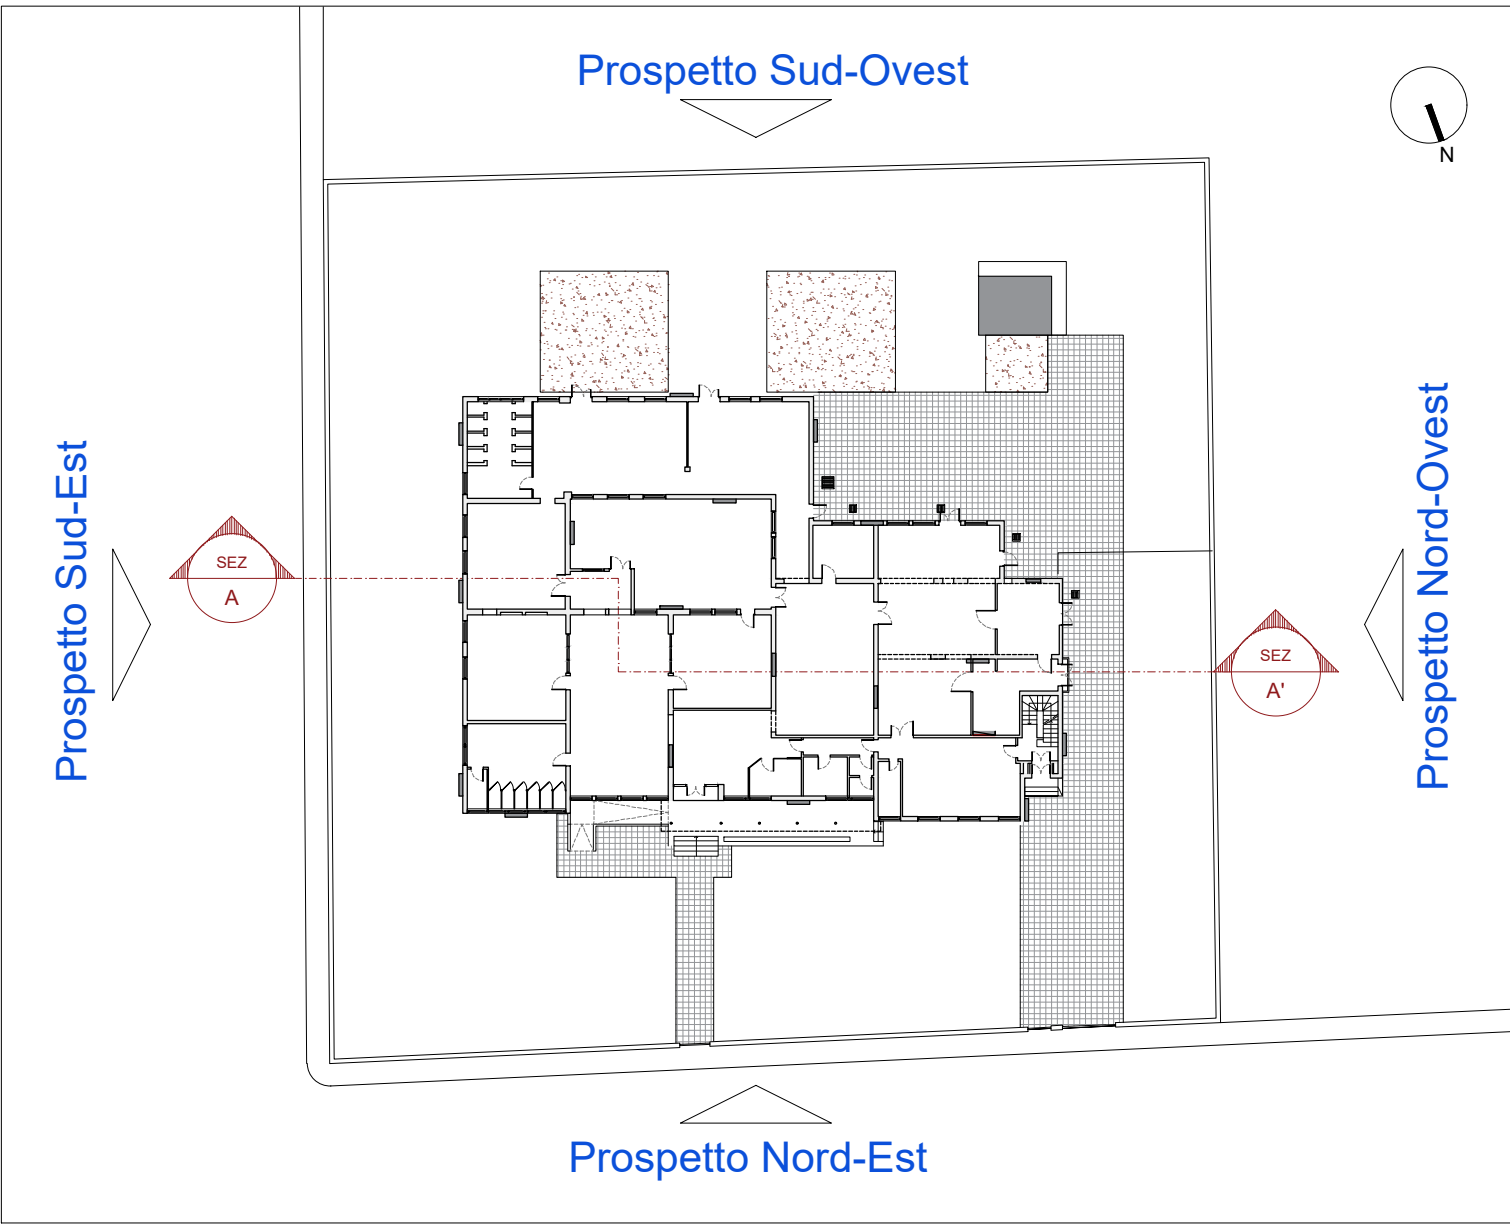 Prospetto Sud-Ovest
N
Prospetto Sud-Est
SEZ
A
Prospetto Nord-Ovest
SEZ
A'
Prospetto Nord-Est